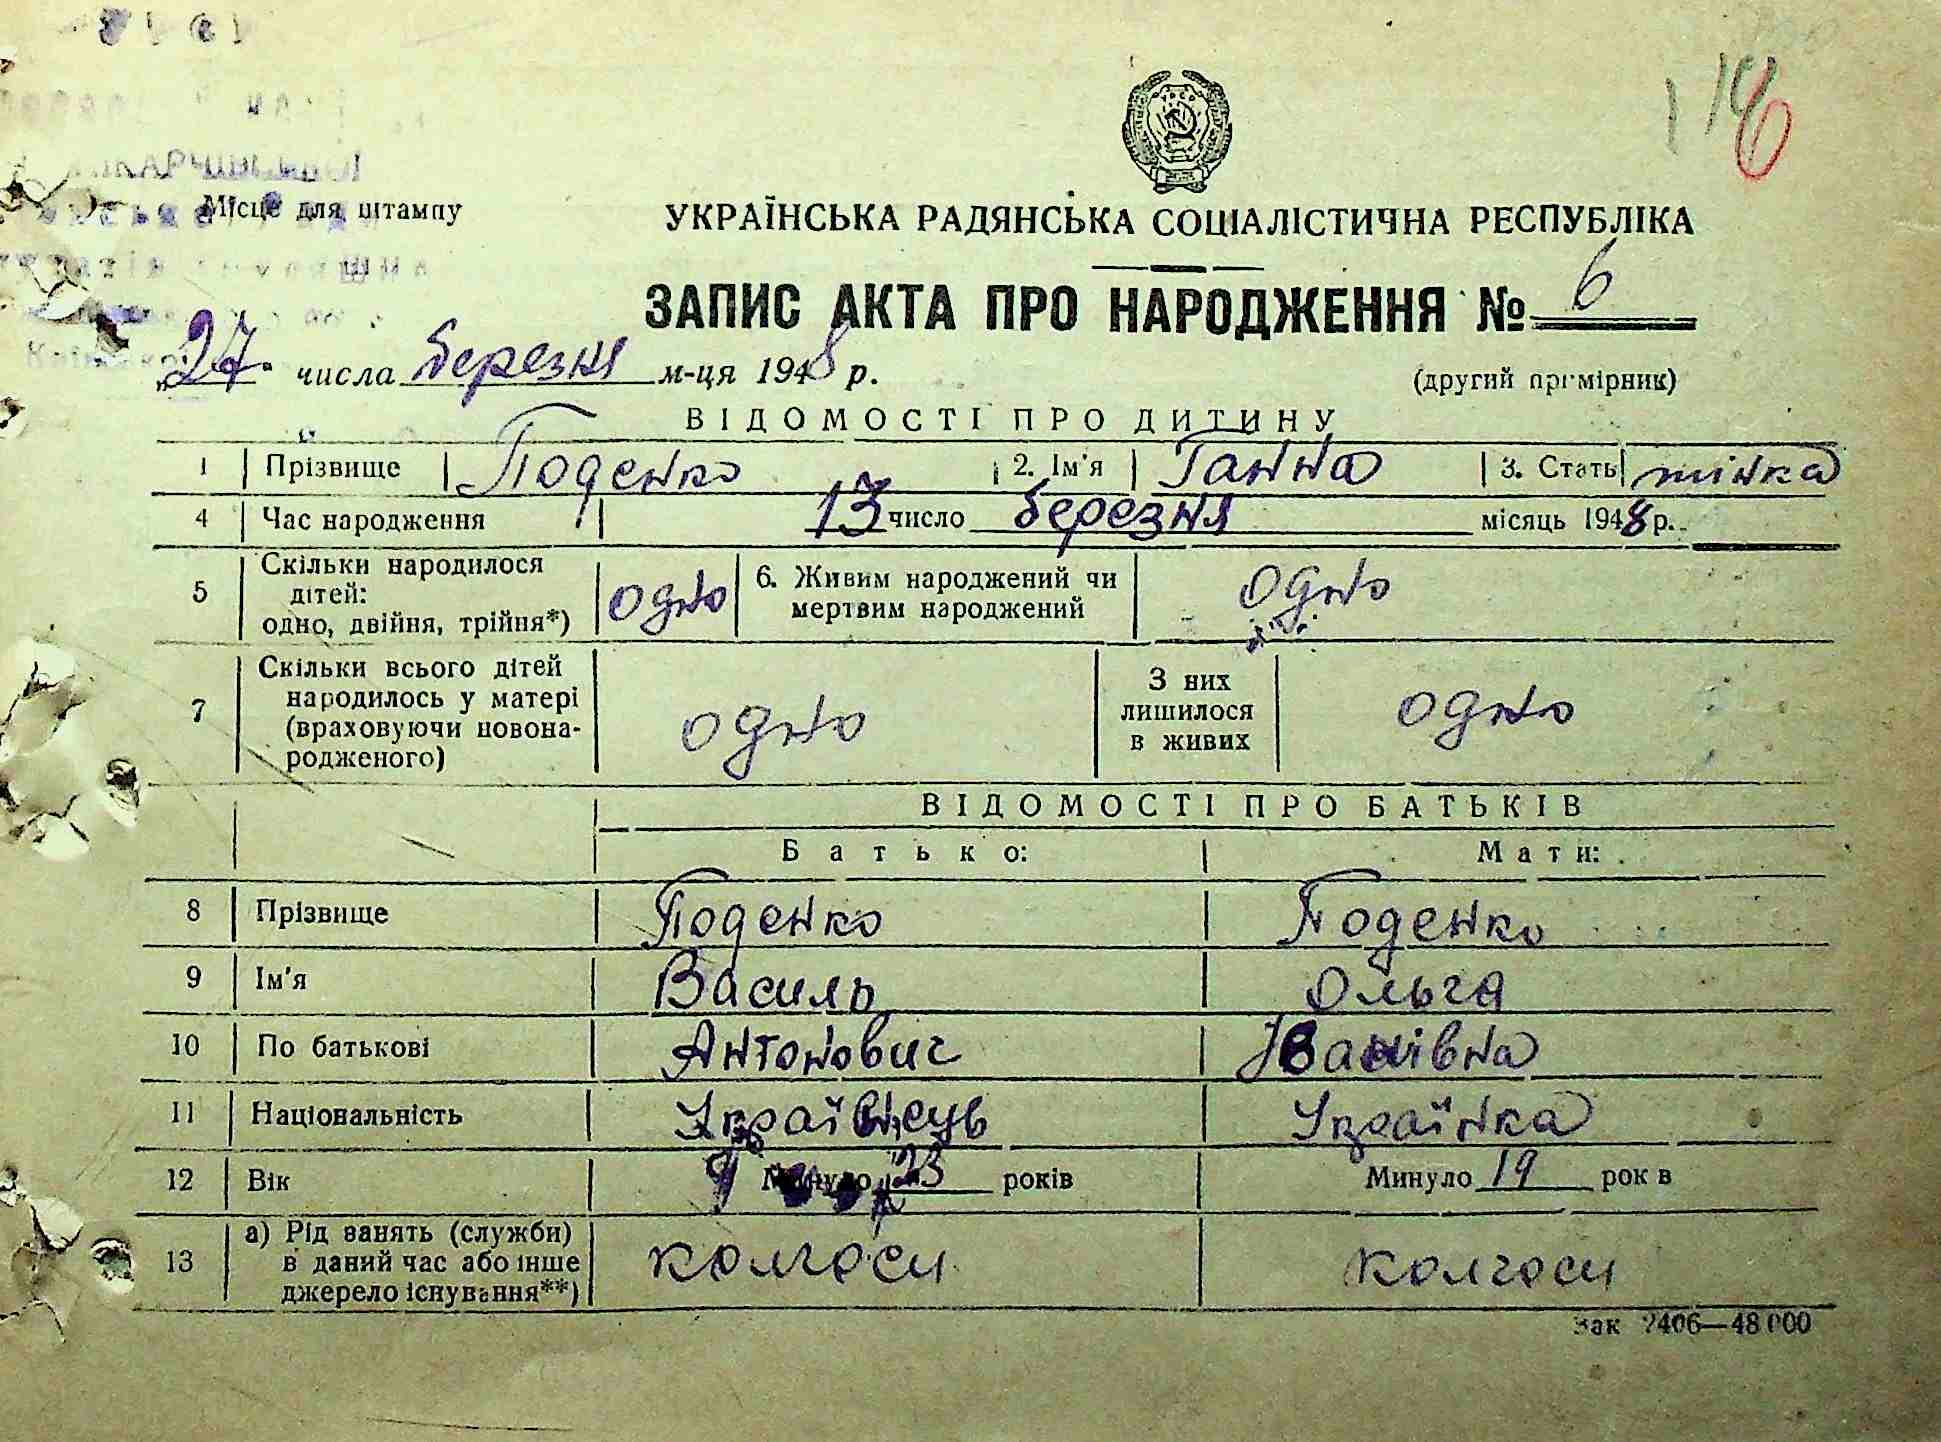 116
Місце для штампу
УКРАЇНСЬКА РАДЯНСЬКА СОЦІАЛІСТИЧНА РЕСПУБЛІКА
ЗАПИС АКТА ПРО НАРОДЖЕННЯ № 6
„27" числа березня м-ця 1948 р.
(другий примірник)
ВІДОМОСТІ ПРО ДИТИНУ
1 Прізвище Поденко 2. Ім'я Ганна 3. Стать жінка
4 Час народження 13 число березня місяць 1948 р.
5 Скільки народилося дітей: одно, двійня, трійня*) одно 6. Живим народжений чи мертвим народжений одно
7 Скільки всього дітей народилось у матері (враховуючи новонародженого) одно З них лишилося в живих одно
ВІДОМОСТІ ПРО БАТЬКІВ
Батько: Мати:
8 Прізвище Поденко Поденко
9 Ім'я Василь Ольга
10 По батькові Антонович Іванівна
11 Національність Українець Українка
12 Вік Минуло 23 років Минуло 19 рок в
13 а) Рід занять (служби) в даний час або інше джерело існування**) колгосп колгосп
Зак 2406—48 000